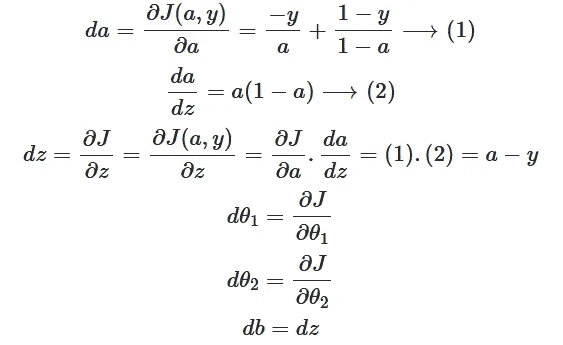 da = ∂J(a, y)/∂a = −y/a + (1 − y)/(1 − a) ⟶ (1)
da/dz = a(1 − a) ⟶ (2)
dz = ∂J/∂z = ∂J(a, y)/∂z = ∂J/∂a . da/dz = (1). (2) = a − y
dθ₁ = ∂J/∂θ₁
dθ₂ = ∂J/∂θ₂
db = dz